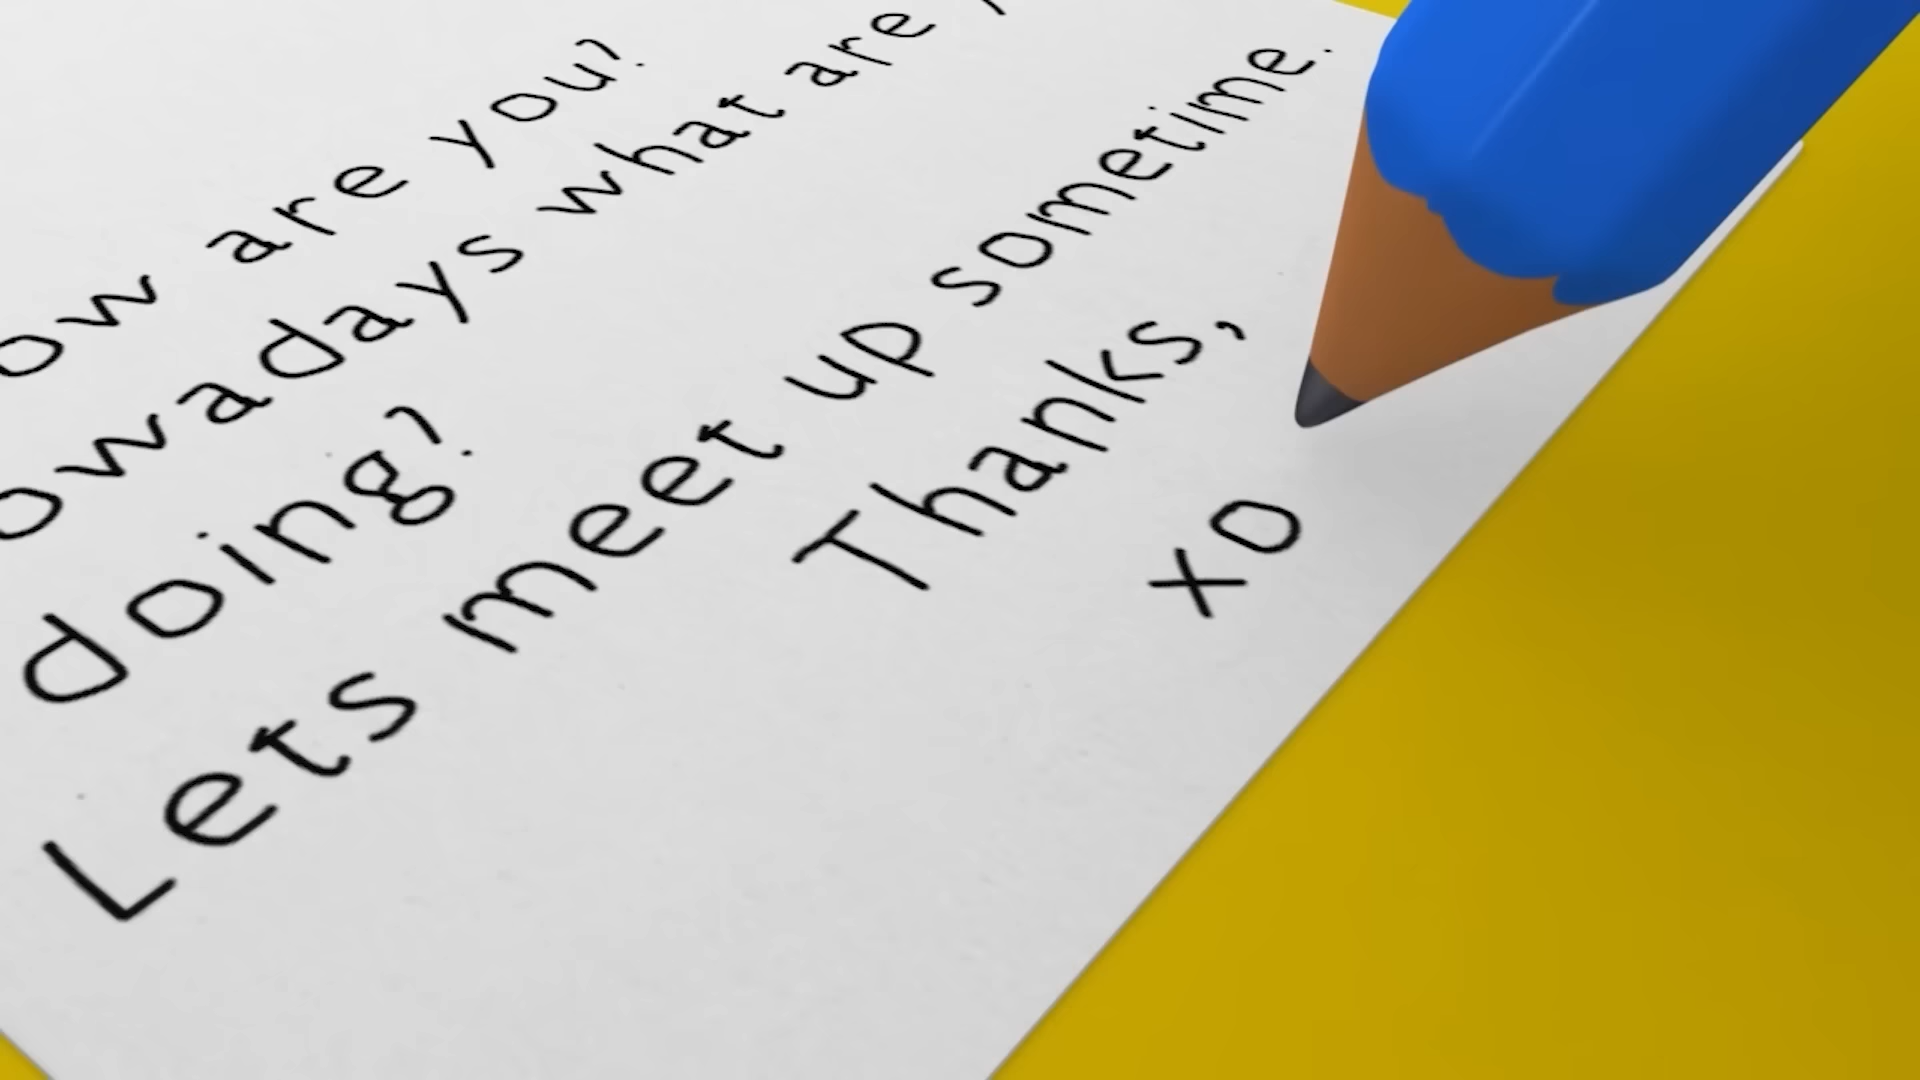 ow are you?
owadays what are
doing?
Lets meet up sometime.
Thanks,
xo